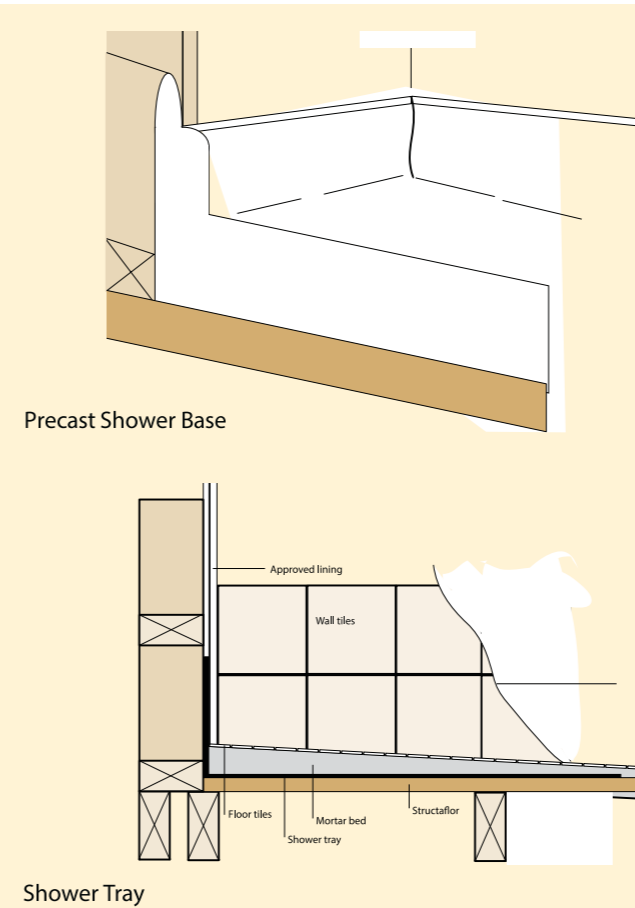 Precast Shower Base
Approved lining
Wall tiles
Floor tiles
Mortar bed
Structaflor
Shower tray
Shower Tray